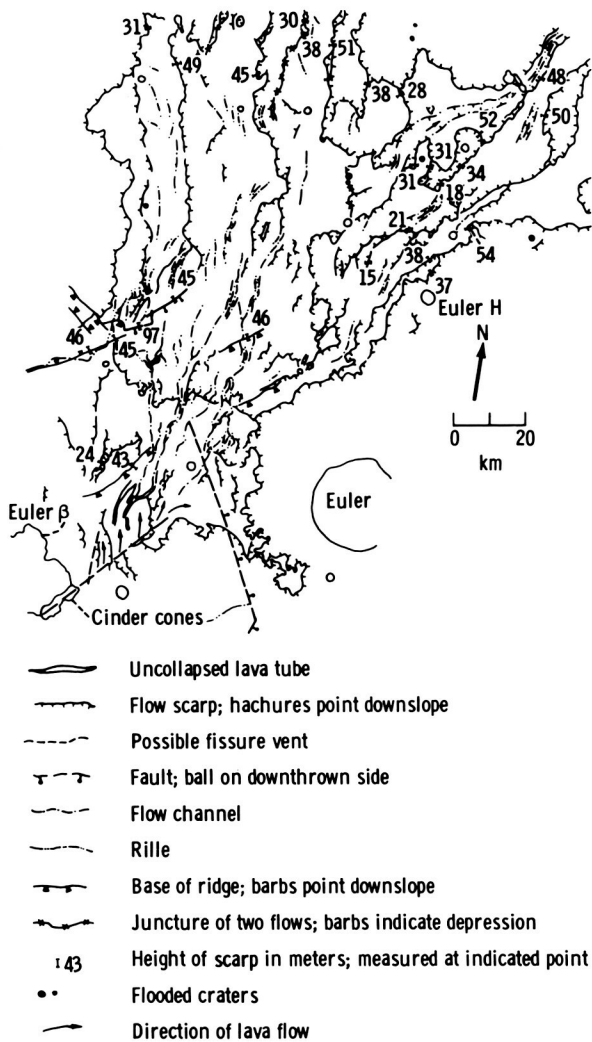 31
49
45
30
38
51
38
28
48
50
52
31
31
34
18
21
15
38
54
37
Euler H
N
0 20
km
45
46
97
45
46
24
43
Euler β
Euler
Cinder cones
Uncollapsed lava tube
Flow scarp; hachures point downslope
Possible fissure vent
Fault; ball on downthrown side
Flow channel
Rille
Base of ridge; barbs point downslope
Juncture of two flows; barbs indicate depression
43 Height of scarp in meters; measured at indicated point
Flooded craters
Direction of lava flow